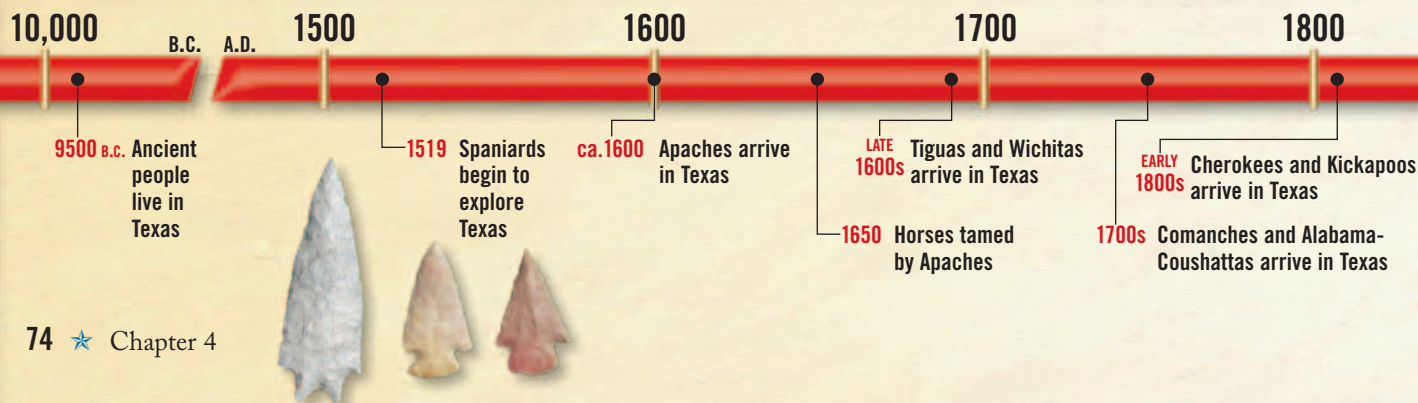 10,000
B.C. A.D.
1500
1600
1700
1800
9500 B.C. Ancient
people
live in
Texas
1519 Spaniards
begin to
explore
Texas
ca.1600 Apaches arrive
in Texas
1650 Horses tamed
by Apaches
LATE
1600s
Tiguas and Wichitas
arrive in Texas
1700s Comanches and Alabama-
Coushattas arrive in Texas
EARLY
1800s
Cherokees and Kickapoos
arrive in Texas
74 Chapter 4